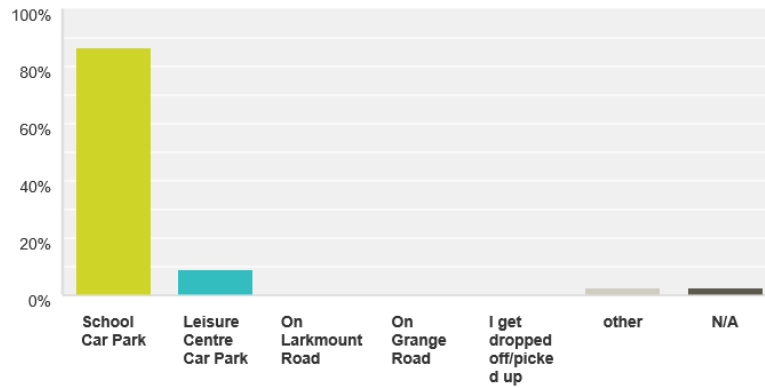 100%
80%
60%
40%
20%
0%
School
Car Park
Leisure
Centre
Car Park
On
Larkmount
Road
On
Grange
Road
I get
dropped
off/picke
d up
other
N/A